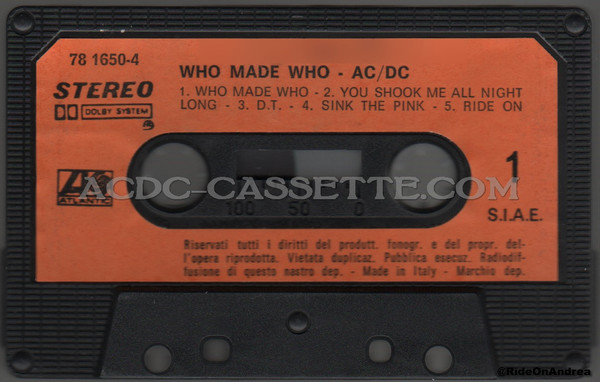 78 1650-4
WHO MADE WHO - AC/DC
STEREO
1. WHO MADE WHO - 2. YOU SHOOK ME ALL NIGHT
DOLBY SYSTEM
LONG - 3. D.T. - 4. SINK THE PINK - 5. RIDE ON
1
ACDC-CASSETTE.COM
ATLANTIC
100 50 0
S.I.A.E.
Riservati tutti i diritti del produtt. fonogr. e del propr. del-
l'opera riprodotta. Vietata duplicaz. Pubblica esecuz. Radiodif-
fusione di questo nastro dep. - Made in Italy - Marchio dep.
@RideOnAndrea